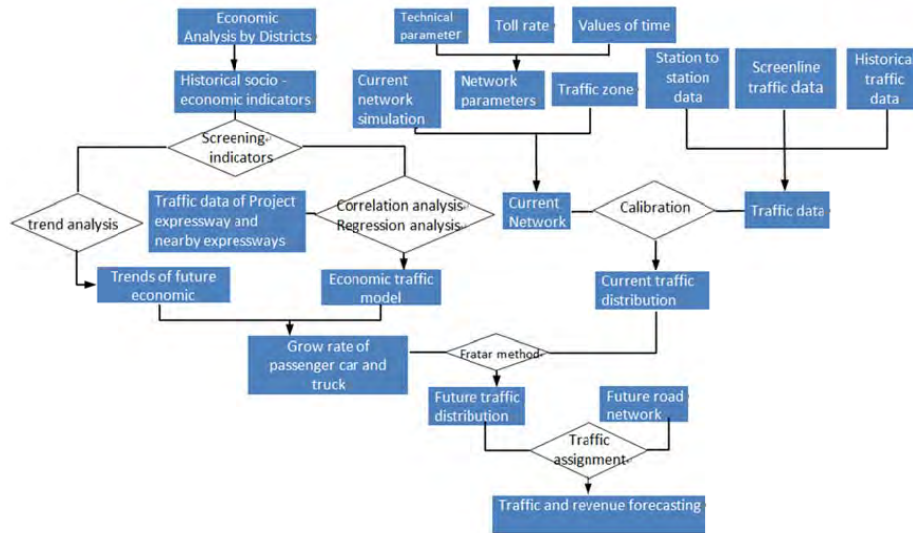 Economic
Analysis by Districts
Technical
parameter
Toll rate
Values of time
Historical socio -
economic indicators
Current
network
simulation
Network
parameters
Traffic zone
Station to
station
data
Screenline
traffic data
Historical
traffic
data
Screening
indicators
trend analysis
Traffic data of Project
expressway and
nearby expressways
Correlation analysis
Regression analysis
Current
Network
Calibration
Traffic data
Trends of future
economic
Economic traffic
model
Current traffic
distribution
Grow rate of
passenger car and
truck
Fratar method
Future traffic
distribution
Future road
network
Traffic
assignment
Traffic and revenue forecasting